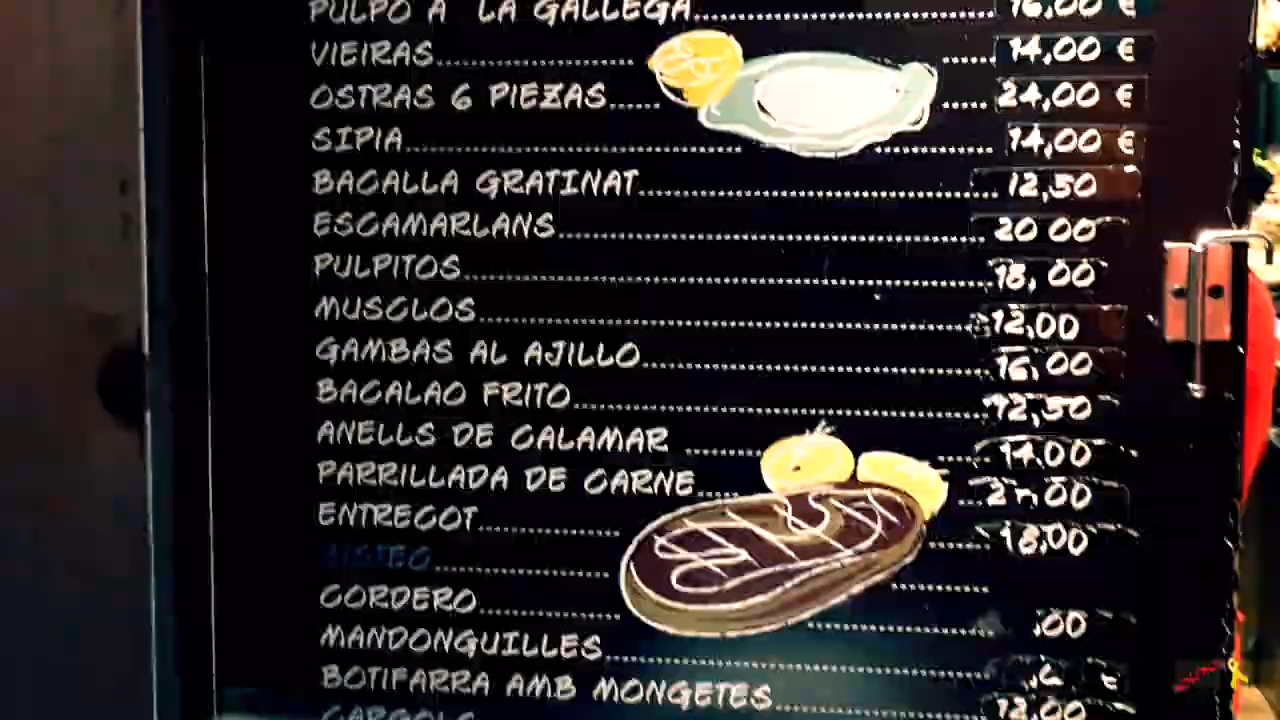 PULPO A LA GALLEGA 16,00 €
VIEIRAS 14,00 €
OSTRAS 6 PIEZAS 24,00 €
SIPIA 14,00 €
BACALLA GRATINAT 12,50
ESCAMARLANS 20 00
PULPITOS 18,00
MUSCLOS 12,00
GAMBAS AL AJILLO 16,00
BACALAO FRITO 12,50
ANELLS DE CALAMAR 14.00
PARRILLADA DE CARNE
ENTRECOT 18,00
CORDERO
MANDONGUILLES €
BOTIFARRA AMB MONGETES 12,00